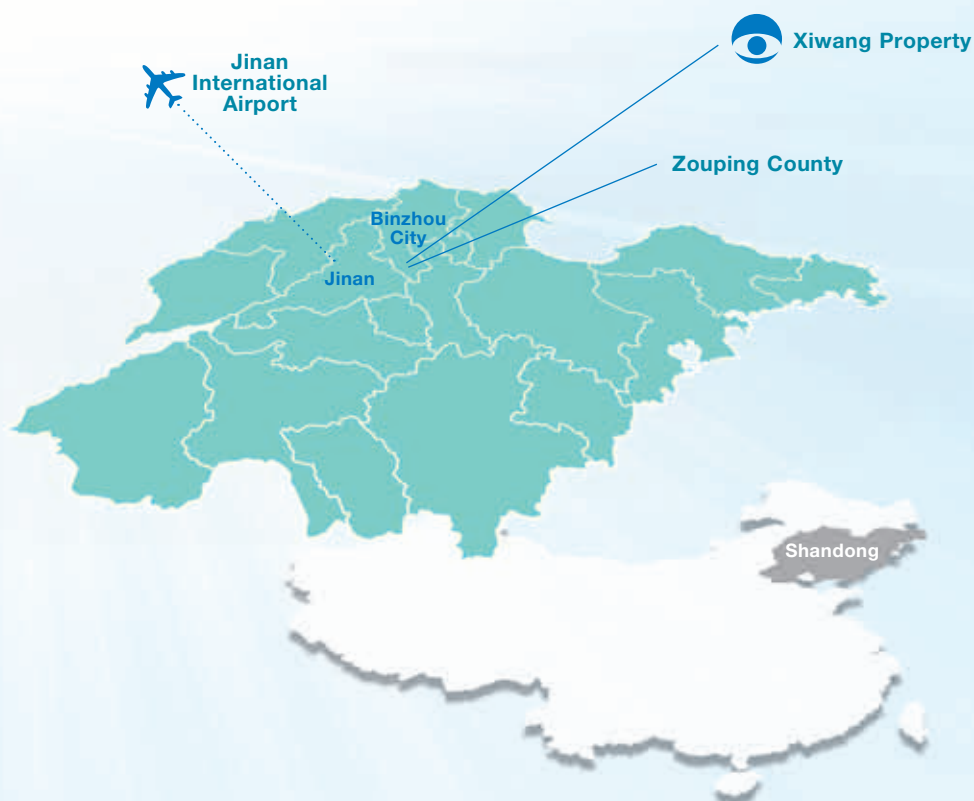 Xiwang Property
Jinan
International
Airport
Zouping County
Binzhou
City
Jinan
Shandong